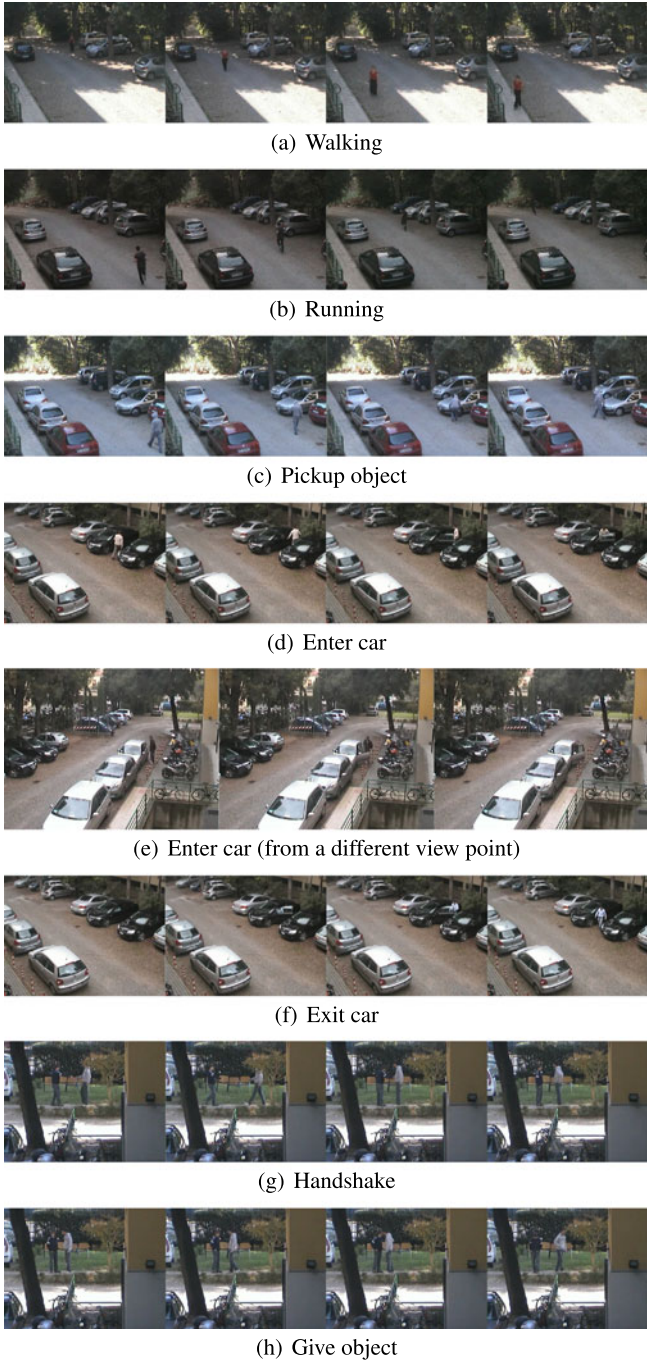 (a) Walking
(b) Running
(c) Pickup object
(d) Enter car
(e) Enter car (from a different view point)
(f) Exit car
(g) Handshake
(h) Give object